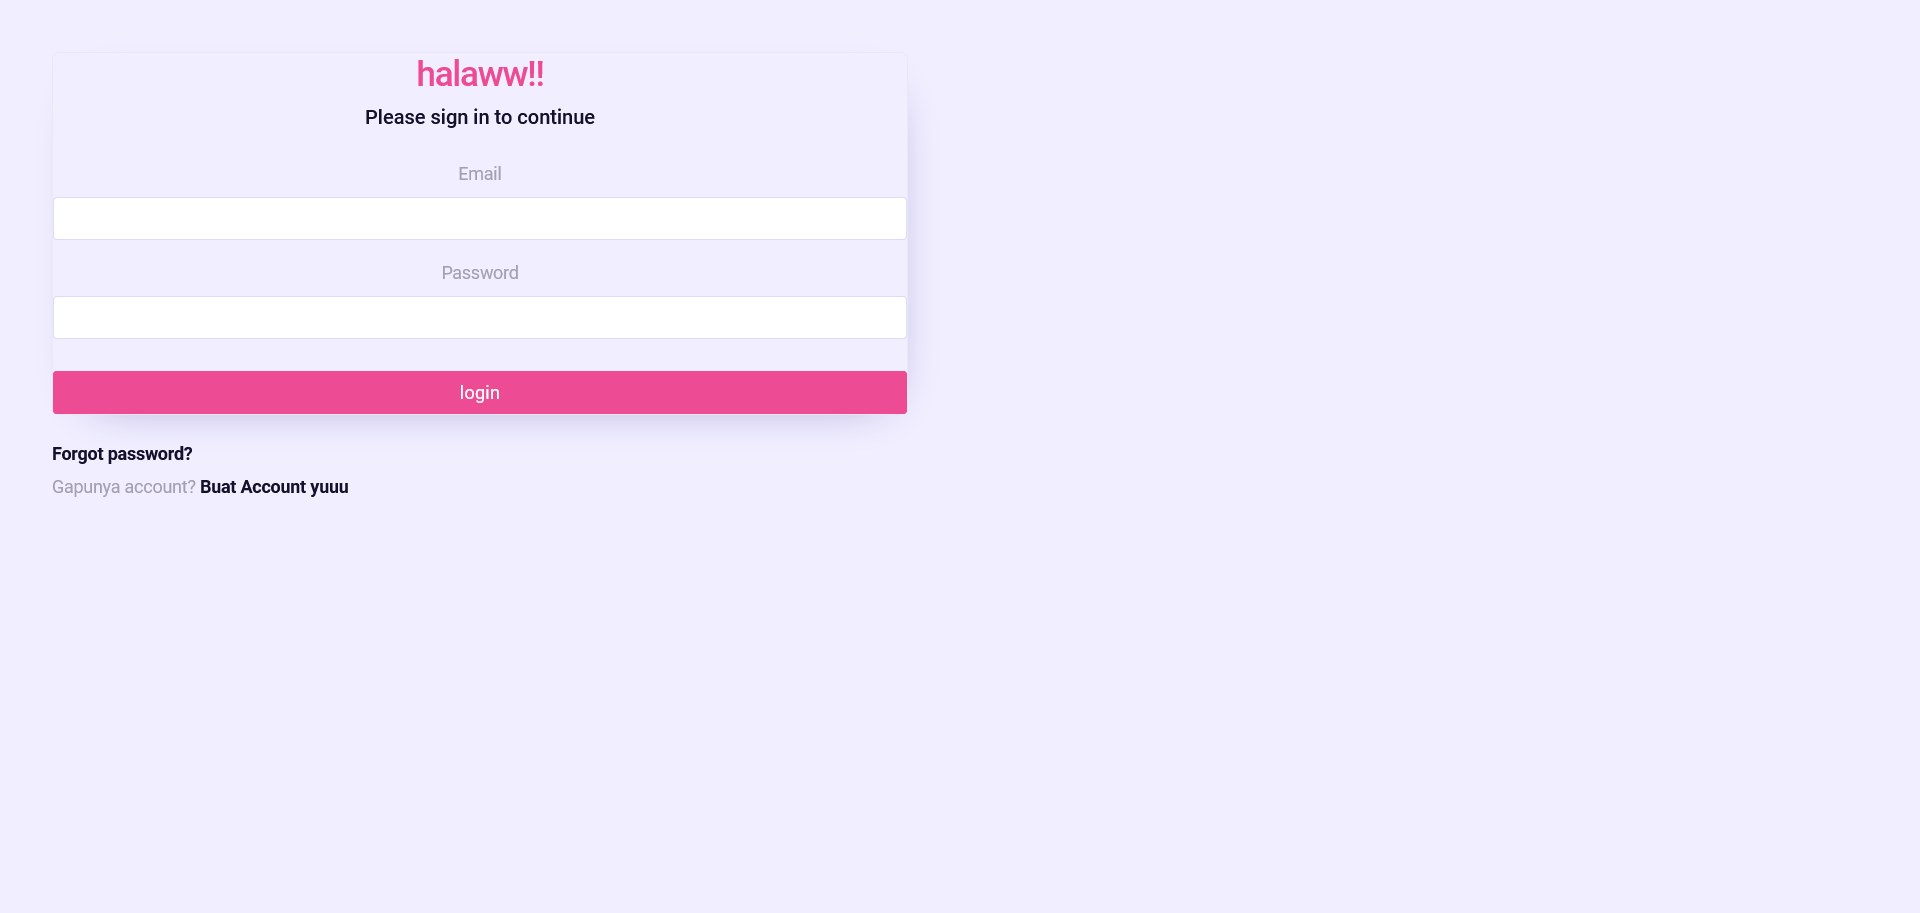 halaww!!
Please sign in to continue
Email
Password
login
Forgot password?
Gapunya account? Buat Account yuuu